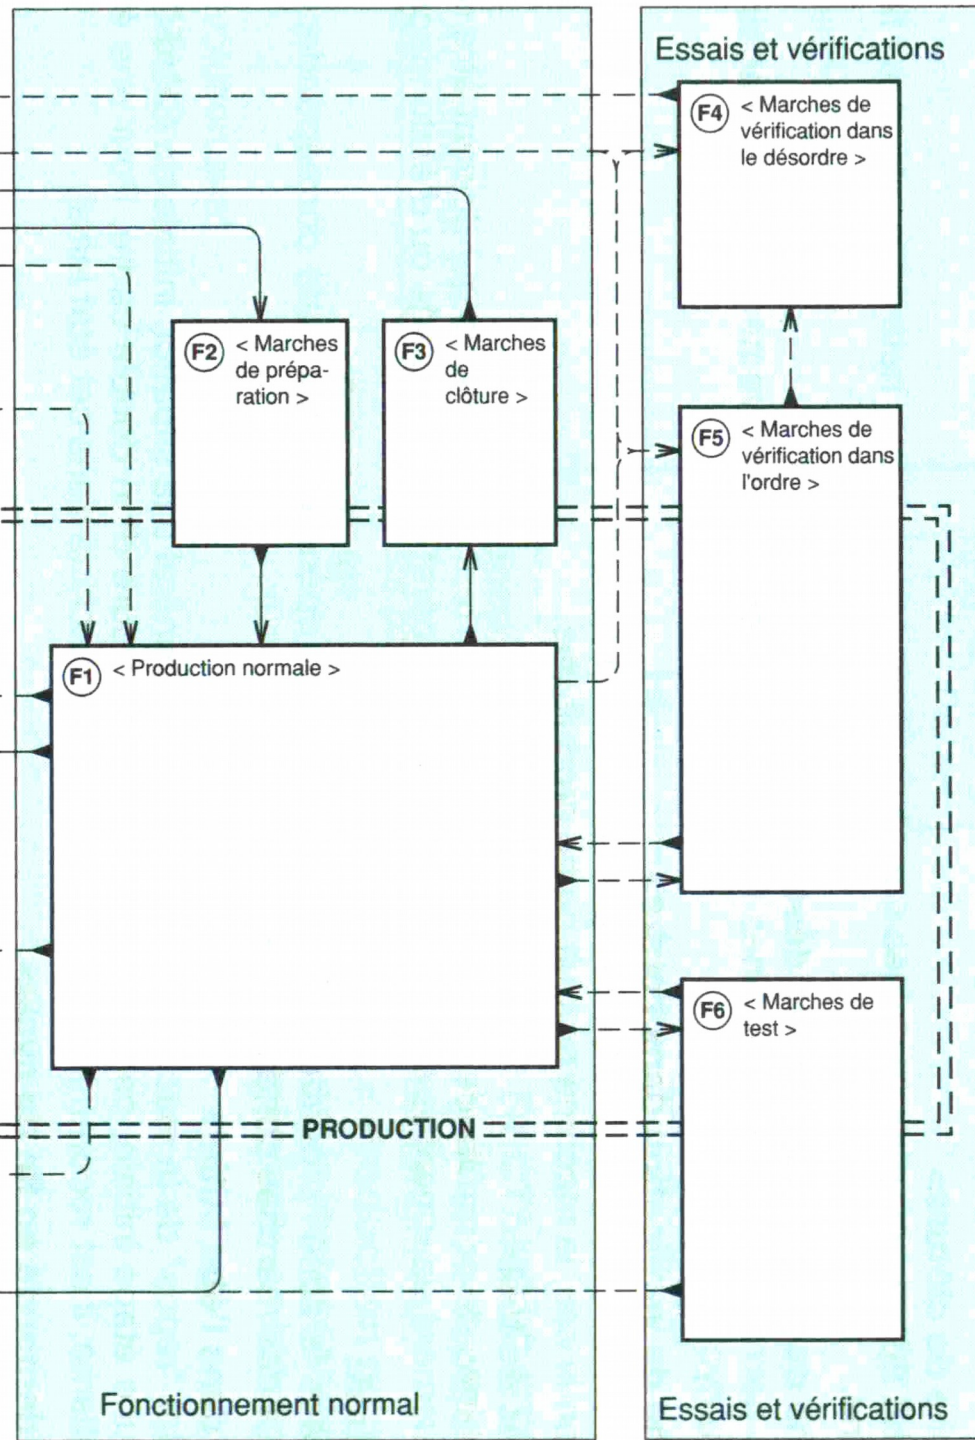 Essais et vérifications
F4 < Marches de
vérification dans
le désordre >
F2 < Marches
de prépa-
ration >
F3 < Marches
de
clôture >
F5 < Marches de
vérification dans
l'ordre >
F1 < Production normale >
F6 < Marches de
test >
PRODUCTION
Fonctionnement normal
Essais et vérifications